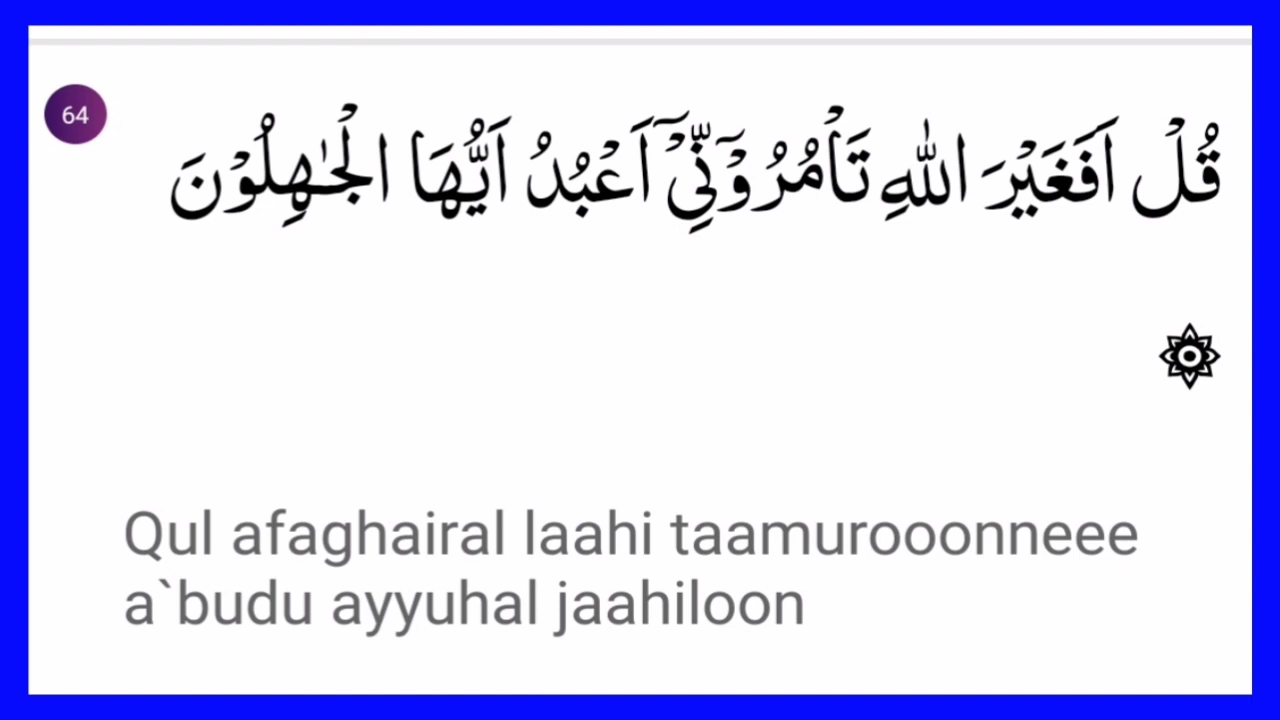 64
قُلْ اَفَغَيْرَ اللّٰهِ تَاْمُرُوْٓنِّيْٓ اَعْبُدُ اَيُّهَا الْجٰهِلُوْنَ
Qul afaghairal laahi taamurooonneee
a`budu ayyuhal jaahiloon